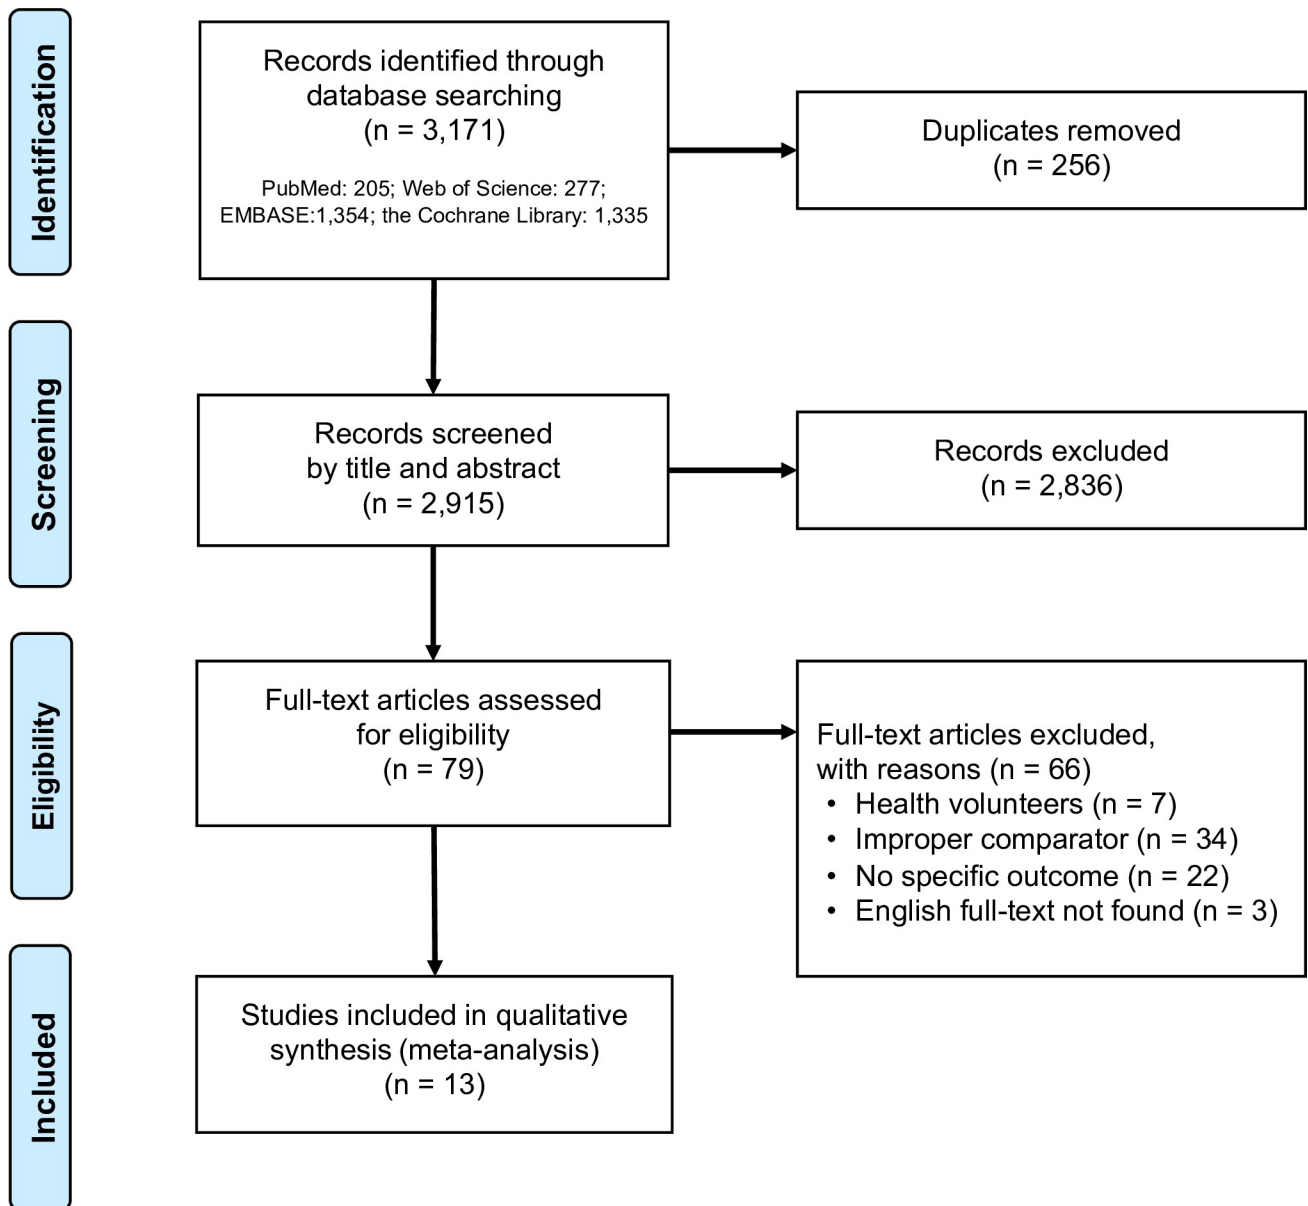 Identification
Records identified through
database searching
(n = 3,171)
PubMed: 205; Web of Science: 277;
EMBASE:1,354; the Cochrane Library: 1,335
Duplicates removed
(n = 256)
Screening
Records screened
by title and abstract
(n = 2,915)
Records excluded
(n = 2,836)
Eligibility
Full-text articles assessed
for eligibility
(n = 79)
Full-text articles excluded,
with reasons (n = 66)
• Health volunteers (n = 7)
• Improper comparator (n = 34)
• No specific outcome (n = 22)
• English full-text not found (n = 3)
Included
Studies included in qualitative
synthesis (meta-analysis)
(n = 13)